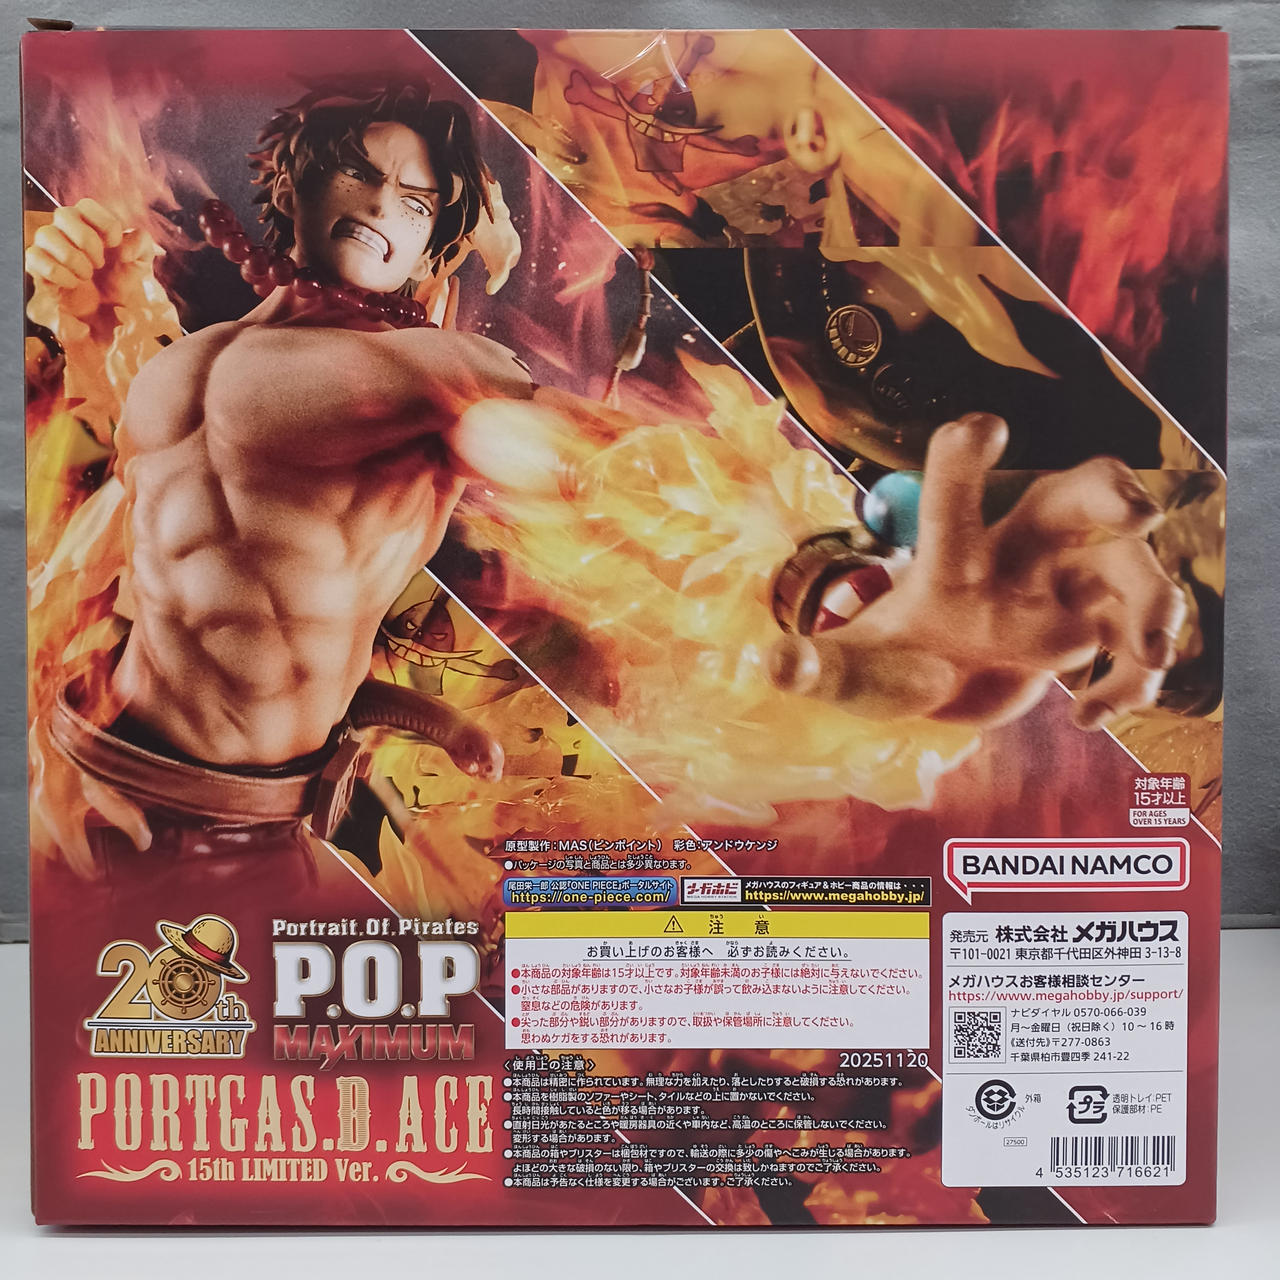 対象年齢
15才以上
FOR AGES
OVER 15 YEARS
原型製作：MAS（ピンポイント） 彩色：アンドウケンジ
●パッケージの写真と商品とは多少異なります。
尾田栄一郎 公認「ONE PIECE」ポータルサイト
https://one-piece.com/
メガホビ
MEGA HOBBY STATION
メガハウスのフィギュア＆ホビー商品の情報は・・・
https://www.megahobby.jp/
注意
お買い上げのお客様へ 必ずお読みください。
●本商品の対象年齢は15才以上です。対象年齢未満のお子様には絶対に与えないでください。
●小さな部品がありますので、小さなお子様が誤って飲み込まないように注意してください。
窒息などの危険があります。
●尖った部分や鋭い部分がありますので、取扱や保管場所に注意してください。
思わぬケガをする恐れがあります。
20251120
〈使用上の注意〉
●本商品は精密に作られています。無理な力を加えたり、落としたりすると破損する恐れがあります。
●本商品を樹脂製のソファーやシート、タイルなどの上に置かないでください。
長時間接触していると色が移る場合があります。
●直射日光があたるところや暖房器具の近くや車内など、高温のところに保管しないでください。
変形する場合があります。
●本商品の箱やブリスターは梱包材ですので、輸送の際に多少の傷やへこみが生じる場合があります。
よほどの大きな破損のない限り、箱やブリスターの交換は致しかねますのでご了承ください。
●本商品は予告なく仕様を変更する場合がございます。ご了承ください。
BANDAI NAMCO
発売元 株式会社 メガハウス
〒101-0021 東京都千代田区外神田 3-13-8
メガハウスお客様相談センター
https://www.megahobby.jp/support/
ナビダイヤル 0570-066-039
月～金曜日（祝日除く）10～16時
《送付先》〒277-0863
千葉県柏市豊四季 241-22
外箱
ダンボールはリサイクル
プラ
透明トレイ:PET
保護部材:PE
27500
4 535123 716621
20th
ANNIVERSARY
Portrait.Of.Pirates
P.O.P
MAXIMUM
PORTGAS.D.ACE
15th LIMITED Ver.